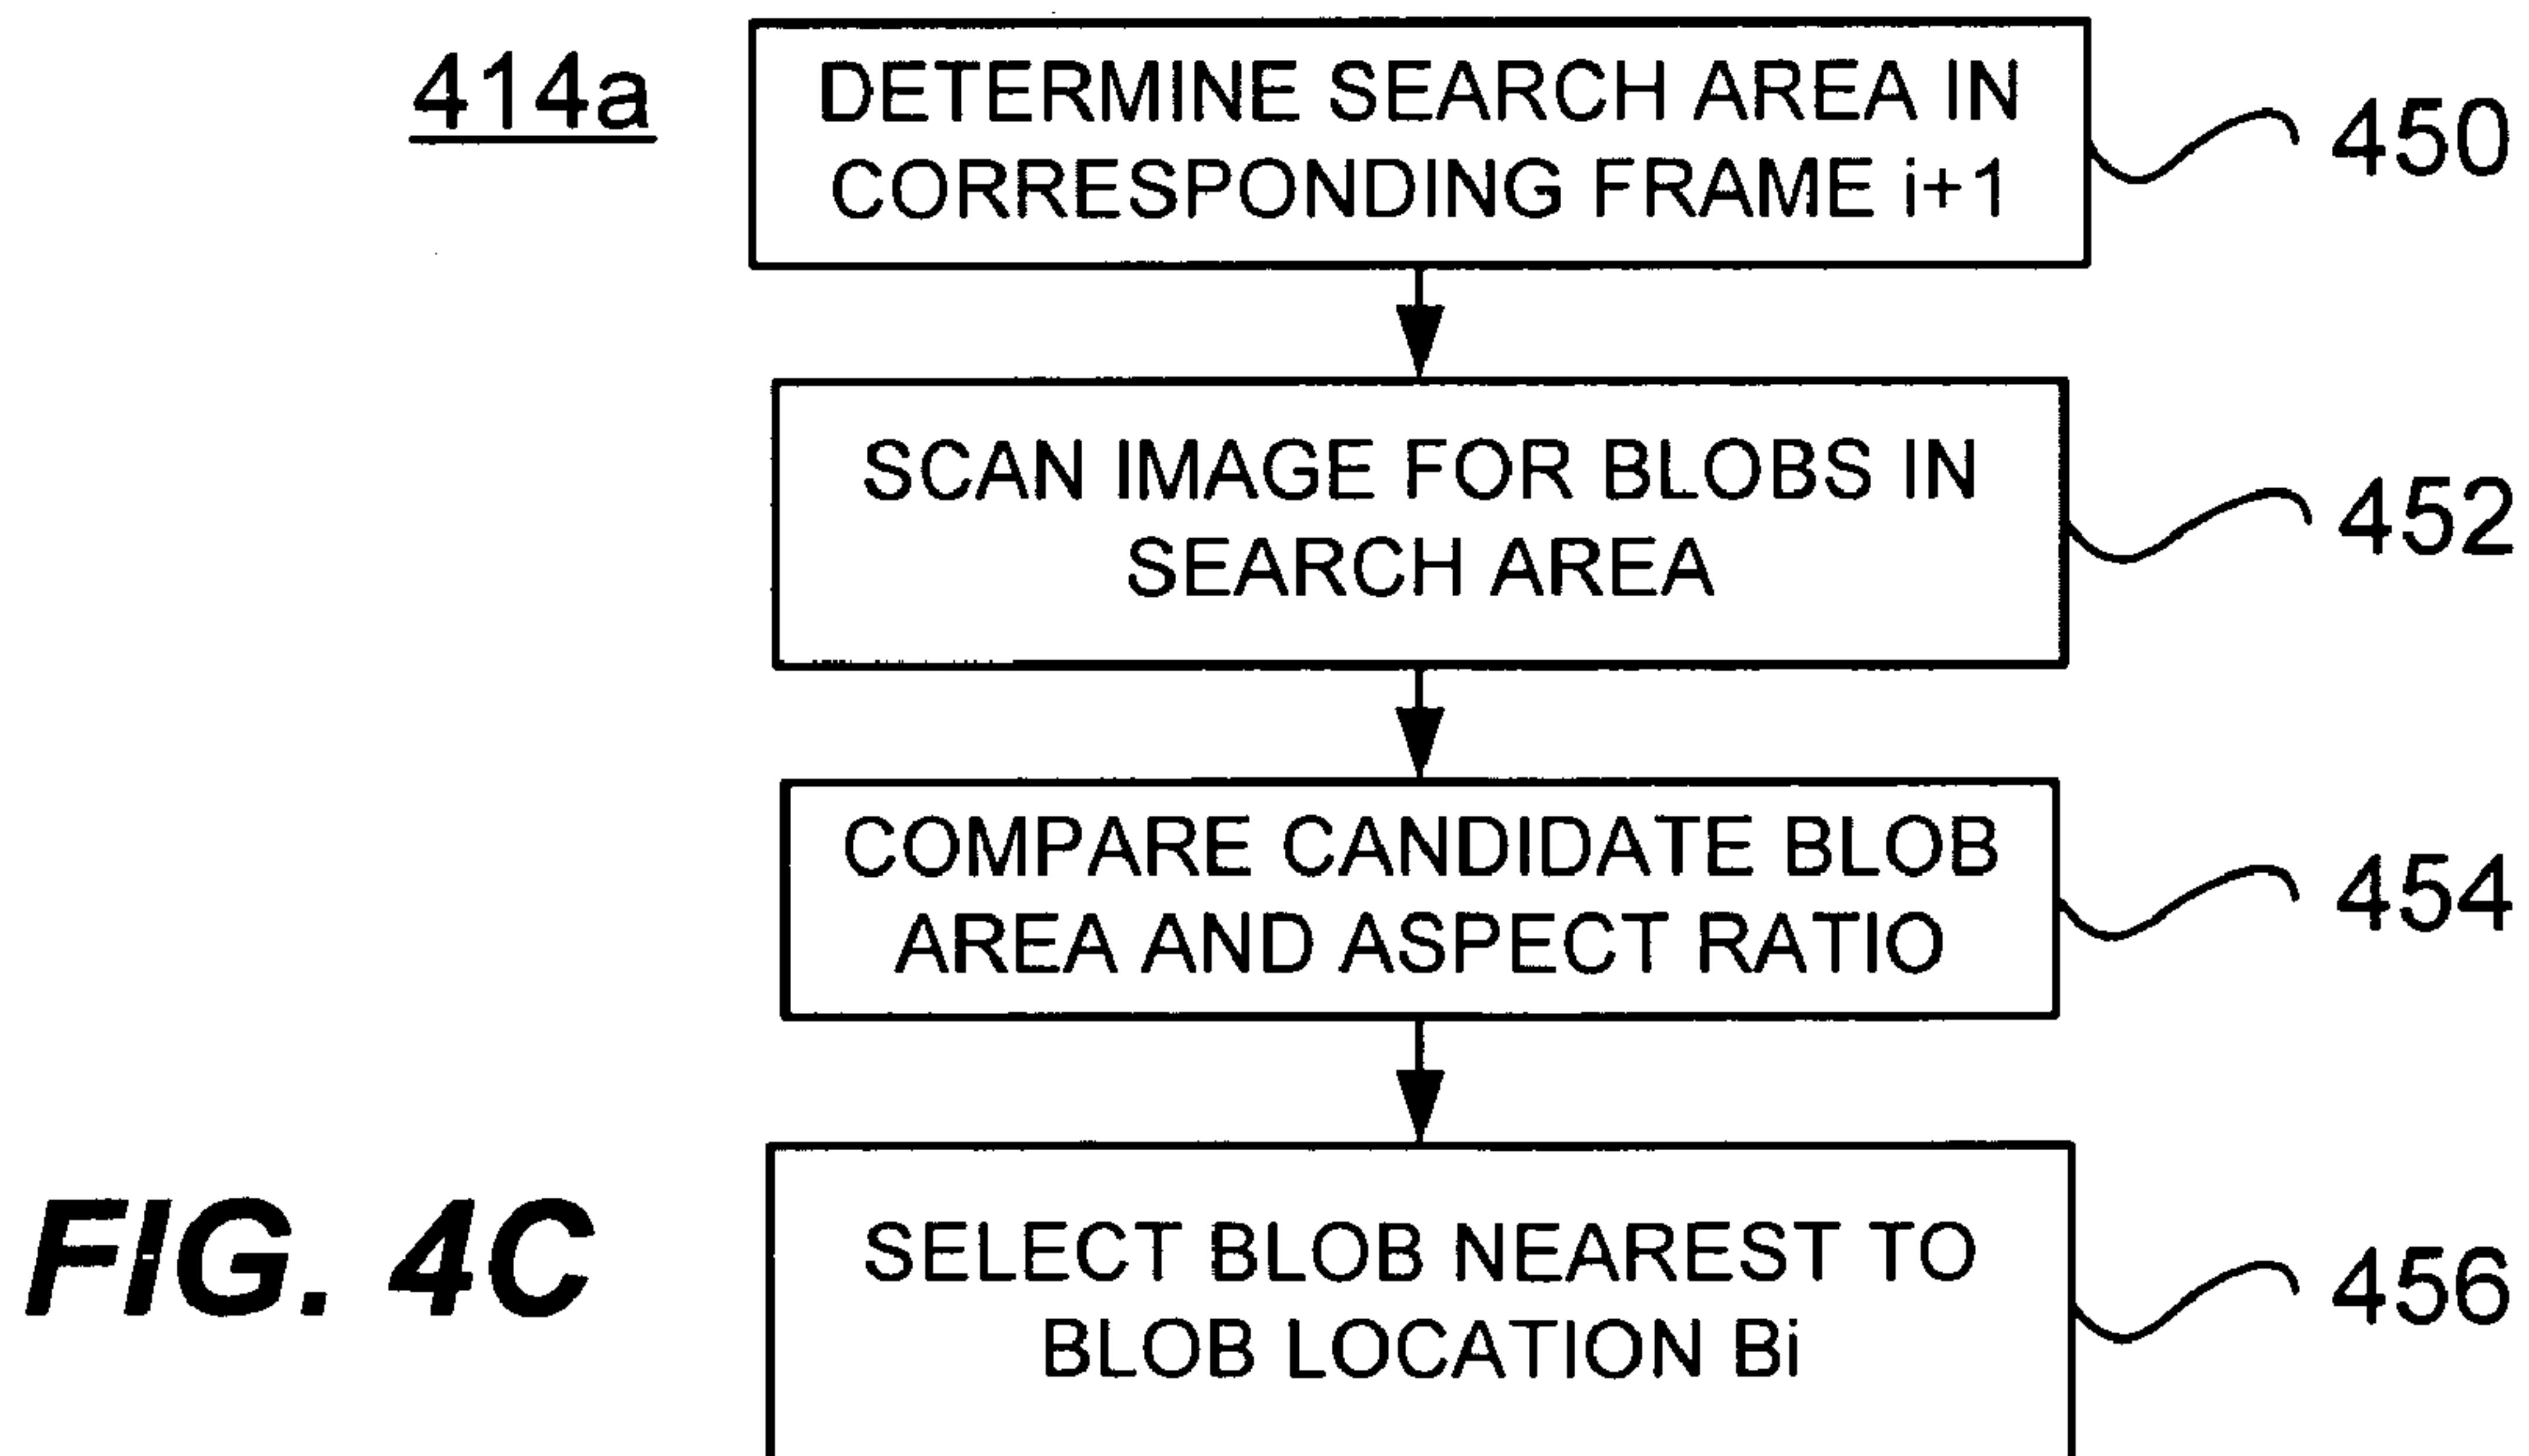 414a
DETERMINE SEARCH AREA IN
CORRESPONDING FRAME i+1
450
SCAN IMAGE FOR BLOBS IN
SEARCH AREA
452
COMPARE CANDIDATE BLOB
AREA AND ASPECT RATIO
454
SELECT BLOB NEAREST TO
BLOB LOCATION Bi
456
FIG. 4C